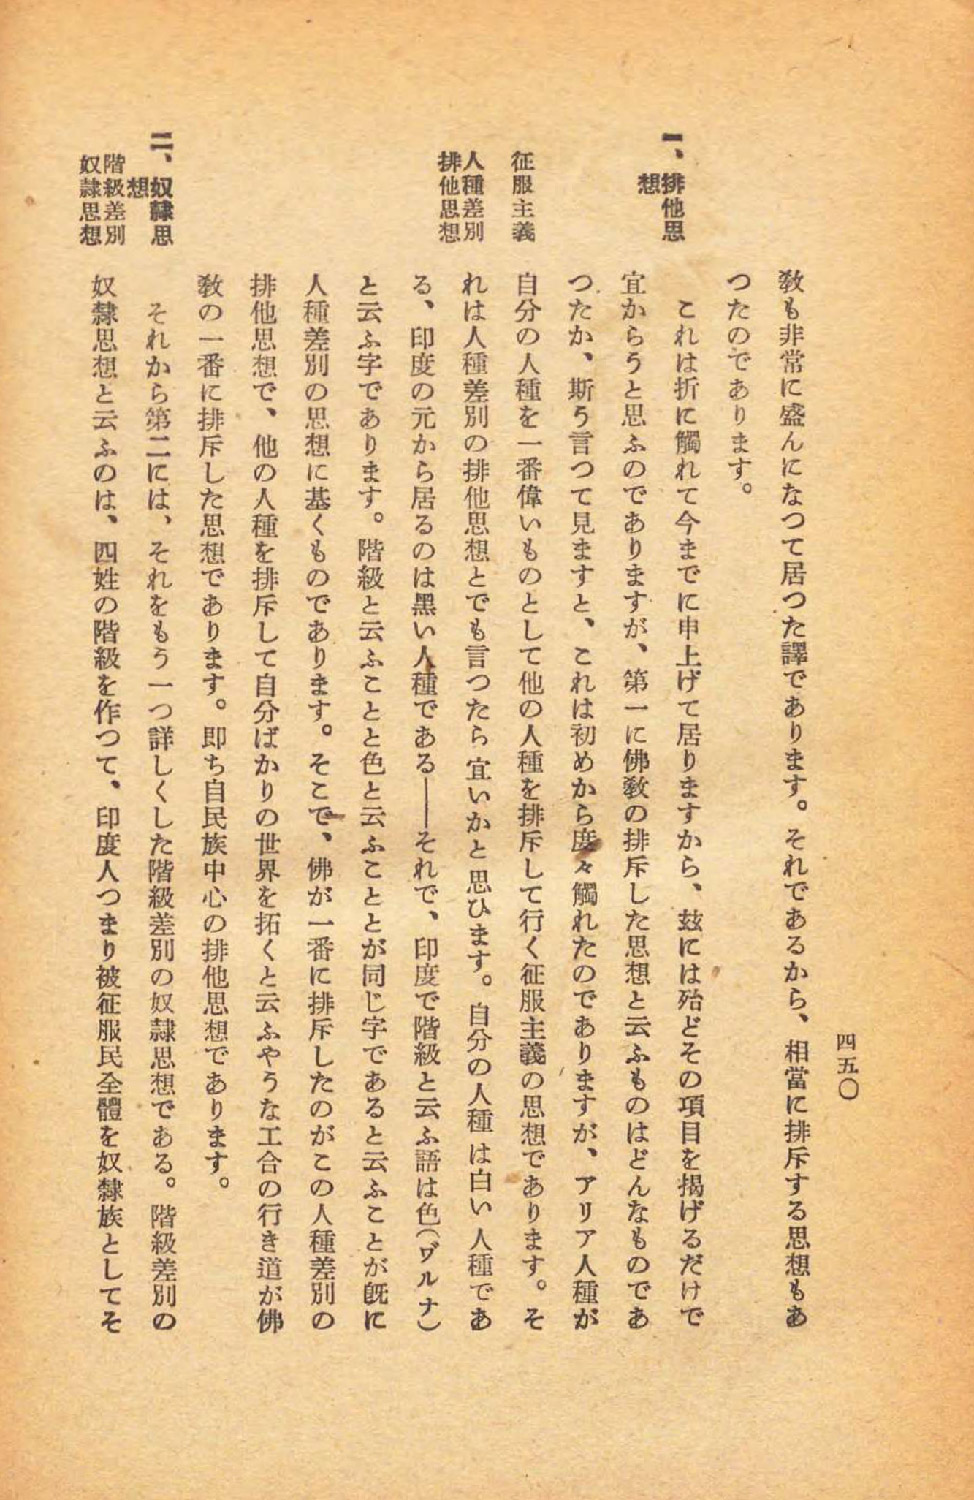 四五〇
教も非常に盛んになつて居つた譯であります。それであるから、相當に排斥する思想もあ
つたのであります。
一、排他思
想
これは折に觸れて今までに申上げて居りますから、玆には殆どその項目を揭げるだけで
宜からうと思ふのでありますが、第一に佛敎の排斥した思想と云ふものはどんなものであ
つたか、斯う言つて見ますと、これは初めから度々觸れたのでありますが、アリア人種が
征服主義
自分の人種を一番偉いものとして他の人種を排斥して行く征服主義の思想であります。そ
人種差別
排他思想
れは人種差別の排他思想とでも言つたら宜いかと思ひます。自分の人種は白い人種であ
る、印度の元から居るのは黑い人種である――それで、印度で階級と云ふ語は色(ヷルナ)
と云ふ字であります。階級と云ふことと色と云ふこととが同じ字であると云ふことが旣に
人種差別の思想に基くものであります。そこで、佛が一番に排斥したのがこの人種差別の
排他思想で、他の人種を排斥して自分ばかりの世界を拓くと云ふやうな工合の行き道が佛
敎の一番に排斥した思想であります。卽ち自民族中心の排他思想であります。
二、奴隷思
想
それから第二には、それをもう一つ詳しくした階級差別の奴隷思想である。階級差別の
階級差別
奴隷思想
奴隷思想と云ふのは、四姓の階級を作つて、印度人つまり被征服民全體を奴隷族としてそ